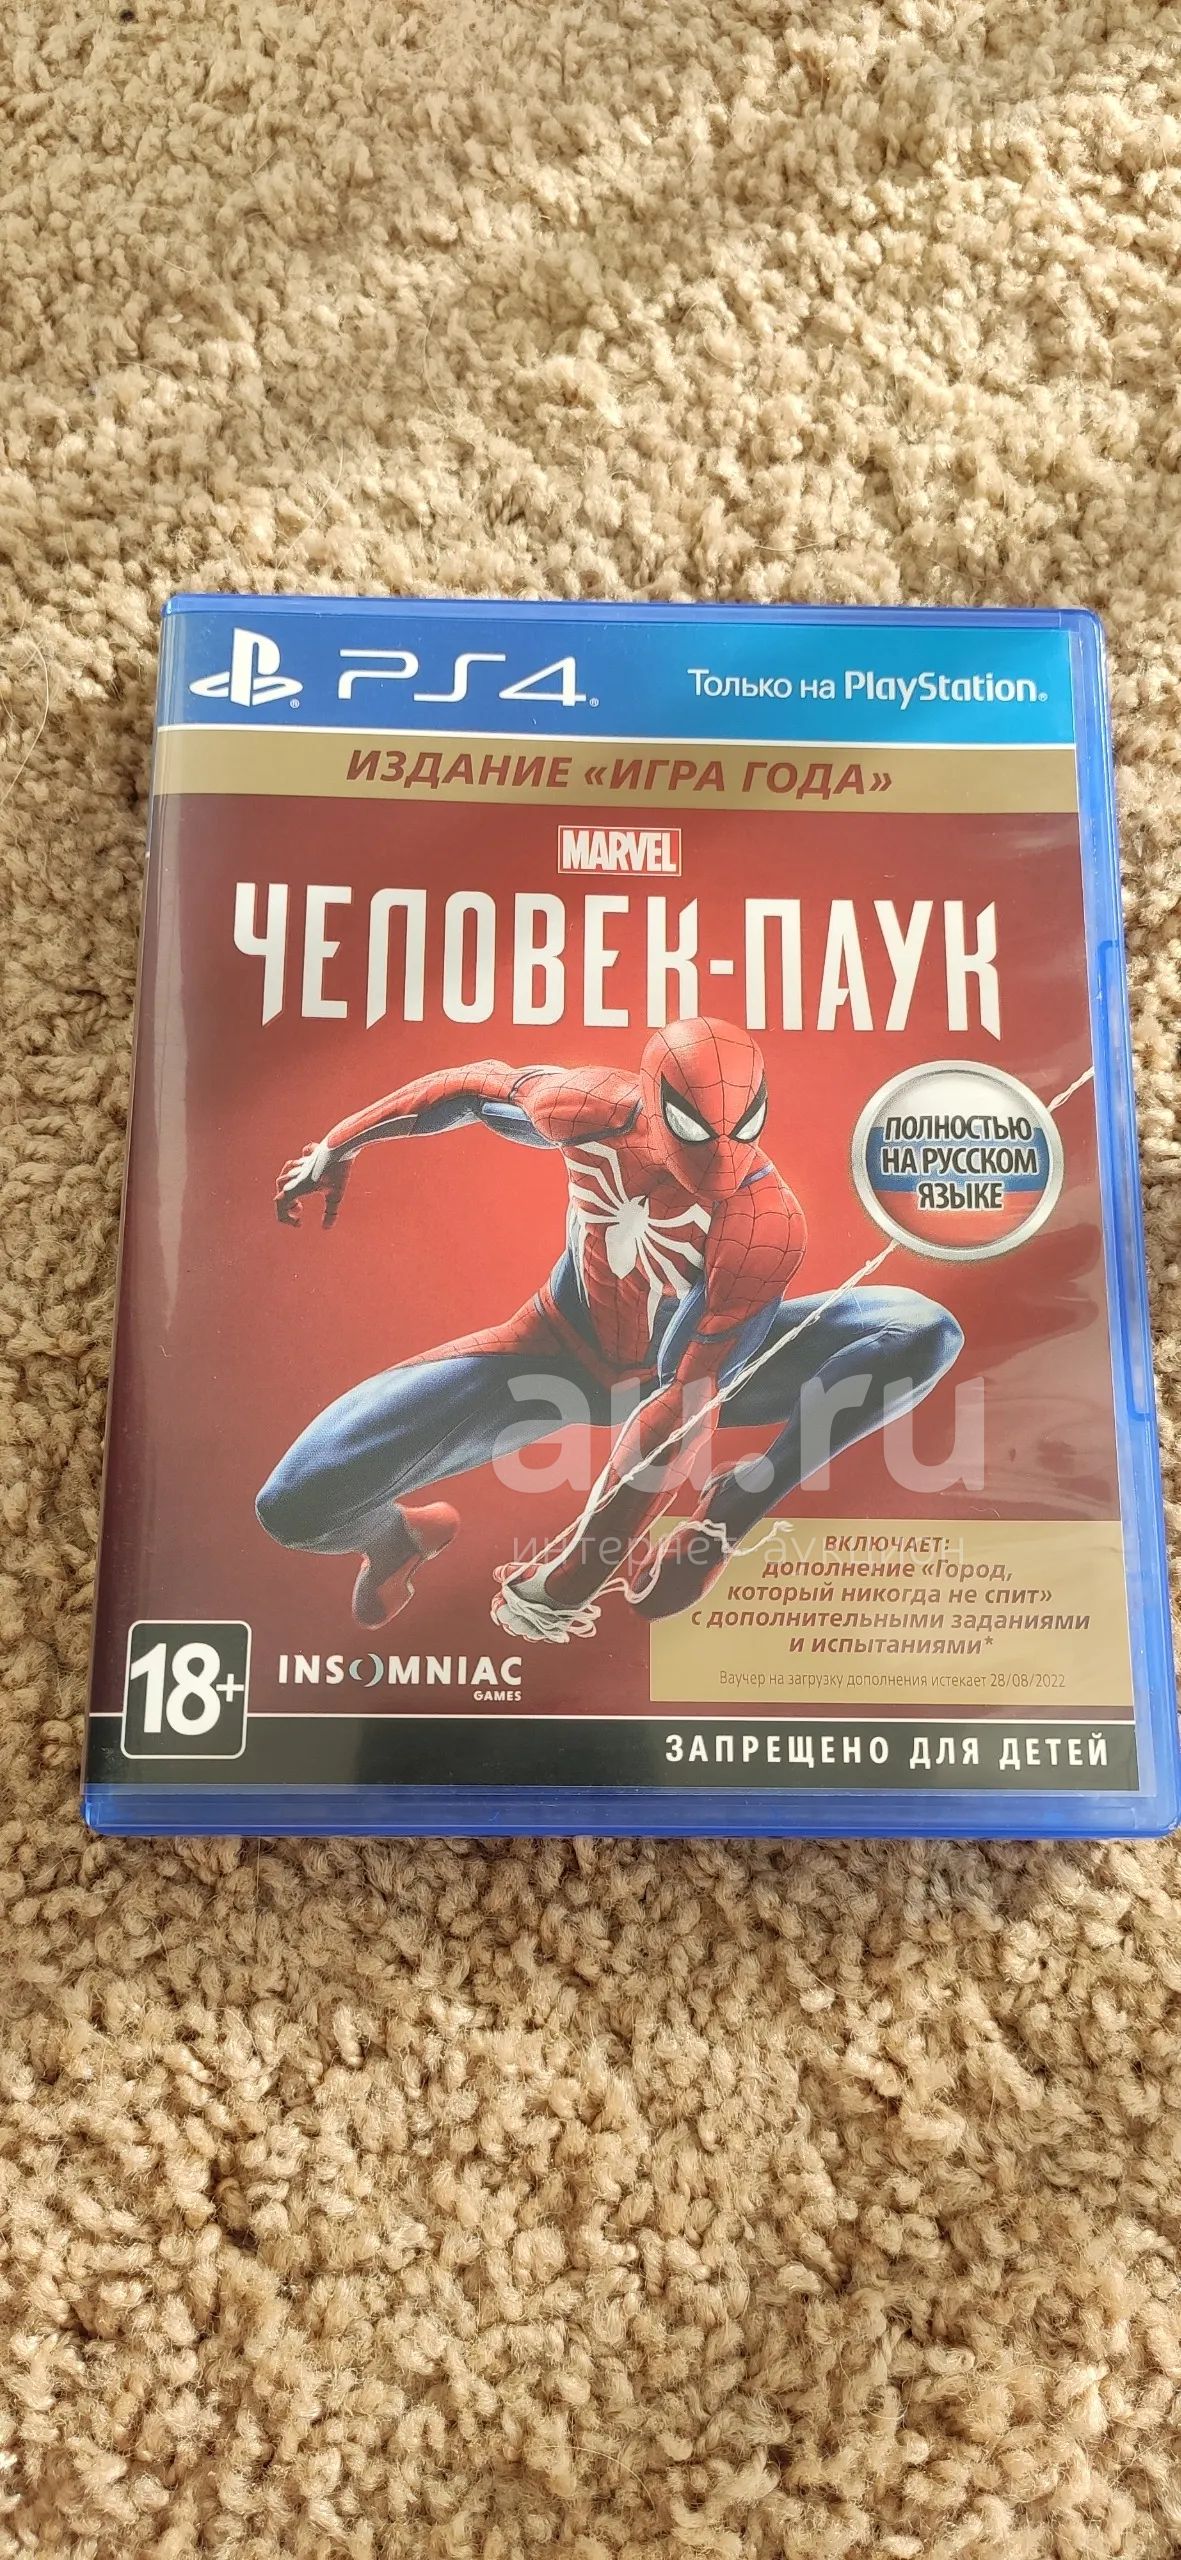 PS4
Только на PlayStation
ИЗДАНИЕ «ИГРА ГОДА»
MARVEL
ЧЕЛОВЕК-ПАУК
ПОЛНОСТЬЮ
НА РУССКОМ
ЯЗЫКЕ
au.ru
интернет-аукцион
ВКЛЮЧАЕТ:
дополнение «Город,
который никогда не спит»
с дополнительными заданиями
и испытаниями*
Ваучер на загрузку дополнения истекает 28/08/2022
18+
INSOMNIAC
GAMES
ЗАПРЕЩЕНО ДЛЯ ДЕТЕЙ